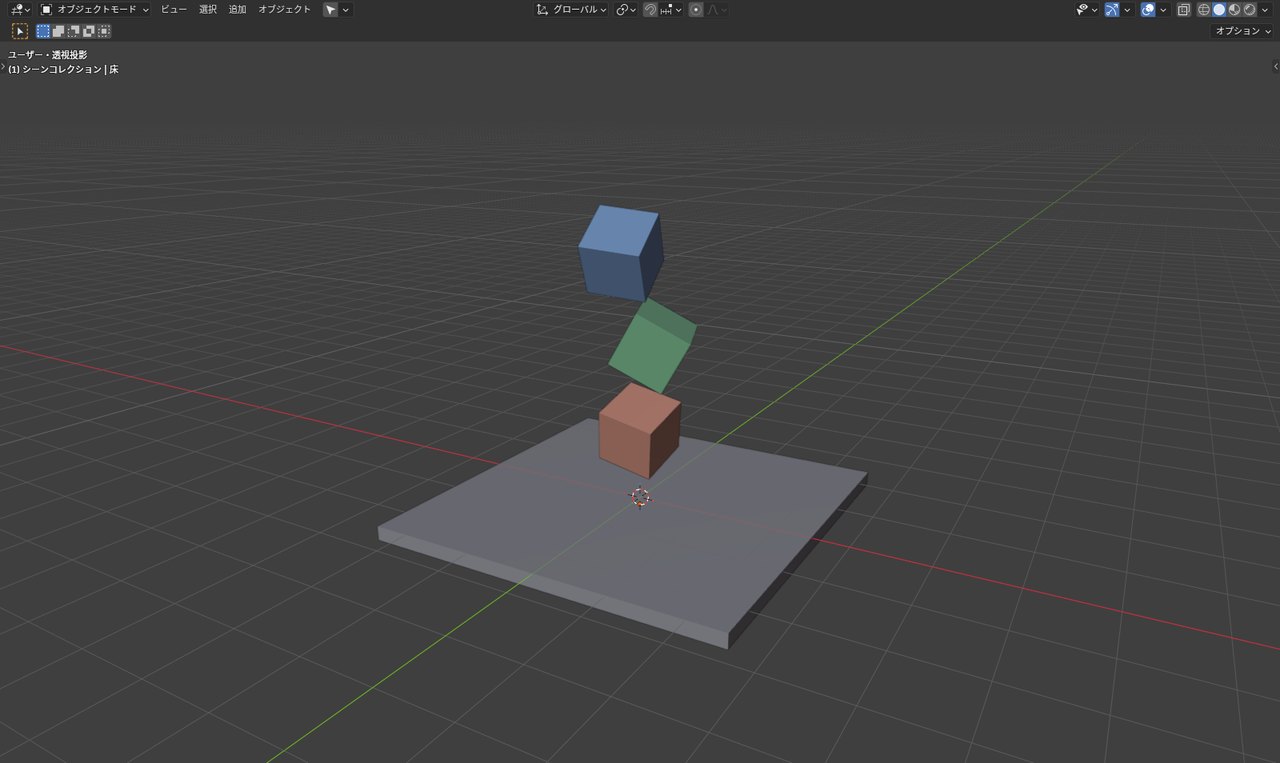 オブジェクトモード ビュー 選択 追加 オブジェクト グローバル
オプション
ユーザー・透視投影
(1) シーンコレクション | 床